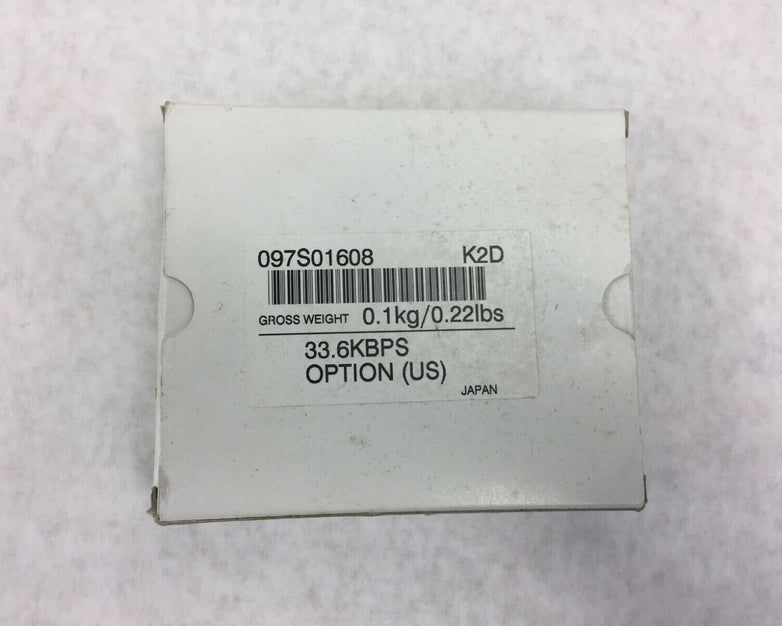 097S01608 K2D
GROSS WEIGHT 0.1kg/0.22lbs
33.6KBPS
OPTION (US)
JAPAN